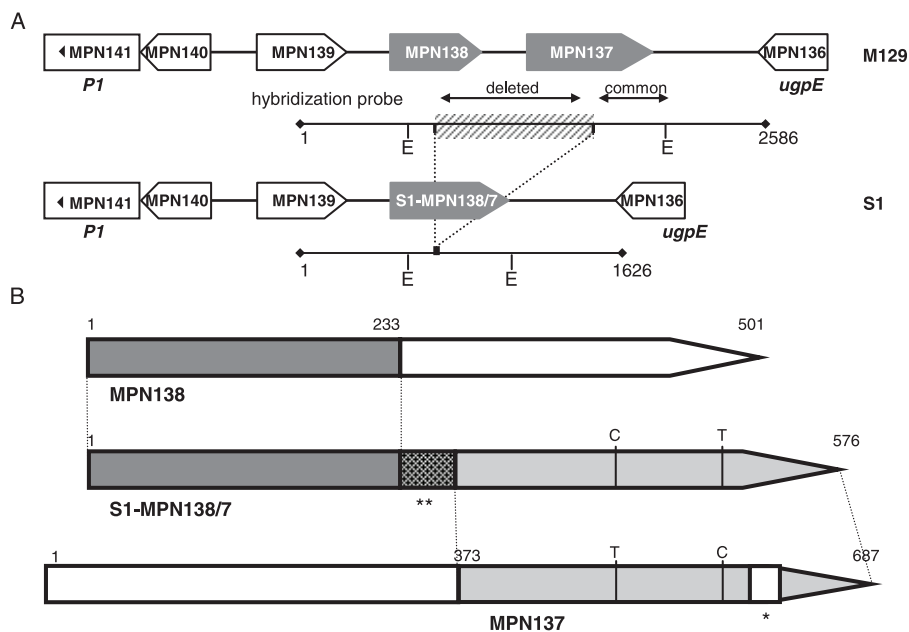 A
MPN141 MPN140 MPN139 MPN138 MPN137 MPN136 M129
P1 ugpE
hybridization probe deleted common
1 E E 2586
MPN141 MPN140 MPN139 S1-MPN138/7 MPN136 S1
P1 ugpE
1 E E 1626
B
1 233 501
MPN138
1 C T 576
S1-MPN138/7 **
1 373 T C 687
MPN137 *